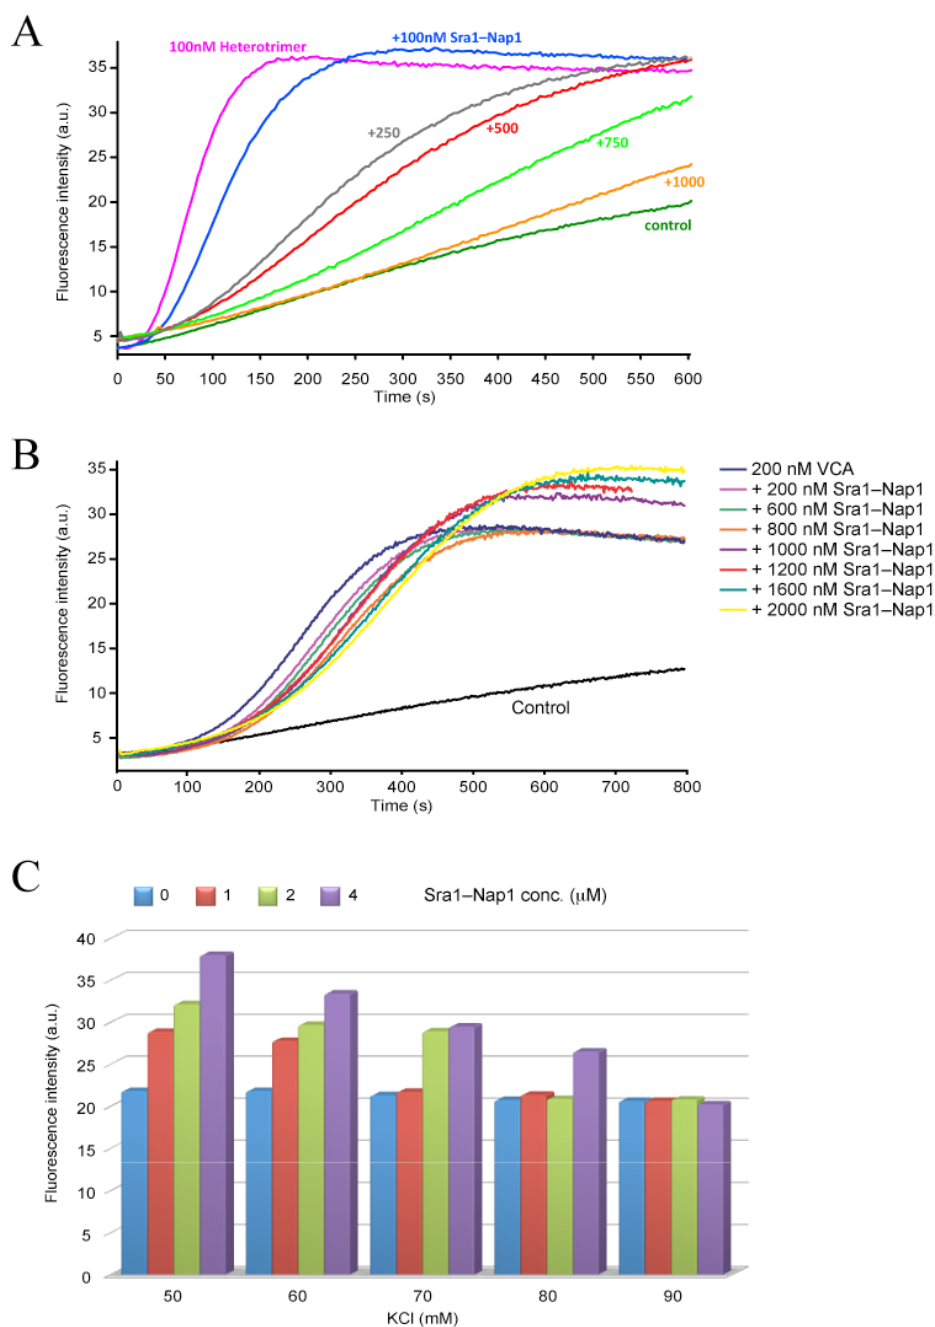 A
100nM Heterotrimer
+100nM Sra1–Nap1
+250
+500
+750
+1000
control
Fluorescence intensity (a.u.)
35
30
25
20
15
10
5
0 50 100 150 200 250 300 350 400 450 500 550 600
Time (s)
B
Fluorescence intensity (a.u.)
35
30
25
20
15
10
5
Control
0 100 200 300 400 500 600 700 800
Time (s)
200 nM VCA
+ 200 nM Sra1–Nap1
+ 600 nM Sra1–Nap1
+ 800 nM Sra1–Nap1
+ 1000 nM Sra1–Nap1
+ 1200 nM Sra1–Nap1
+ 1600 nM Sra1–Nap1
+ 2000 nM Sra1–Nap1
C
0 1 2 4 Sra1–Nap1 conc. (μM)
Fluorescence intensity (a.u.)
40
35
30
25
20
15
10
5
0
50 60 70 80 90
KCl (mM)